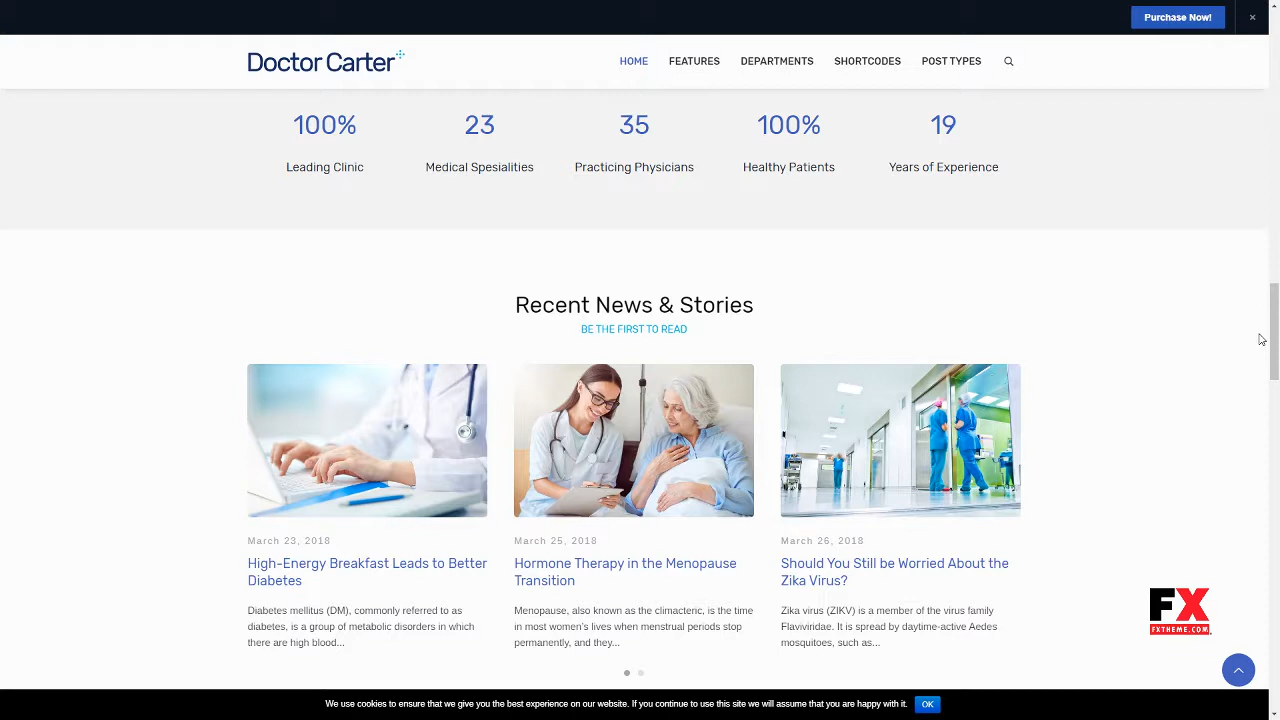 Purchase Now!
×
Doctor Carter
HOME
FEATURES
DEPARTMENTS
SHORTCODES
POST TYPES
100%
23
35
100%
19
Leading Clinic
Medical Spesialities
Practicing Physicians
Healthy Patients
Years of Experience
Recent News & Stories
BE THE FIRST TO READ
March 23, 2018
High-Energy Breakfast Leads to Better
Diabetes
Diabetes mellitus (DM), commonly referred to as
diabetes, is a group of metabolic disorders in which
there are high blood...
March 25, 2018
Hormone Therapy in the Menopause
Transition
Menopause, also known as the climacteric, is the time
in most women's lives when menstrual periods stop
permanently, and they...
March 26, 2018
Should You Still be Worried About the
Zika Virus?
Zika virus (ZIKV) is a member of the virus family
Flaviviridae. It is spread by daytime-active Aedes
mosquitoes, such as...
FX
FXTHEME.COM
We use cookies to ensure that we give you the best experience on our website. If you continue to use this site we will assume that you are happy with it.
OK